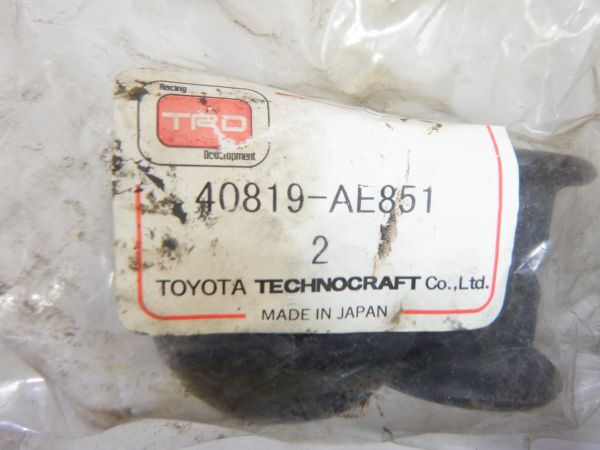 Racing
TRD
Development
40819-AE851
2
TOYOTA TECHNOCRAFT Co.,Ltd.
MADE IN JAPAN